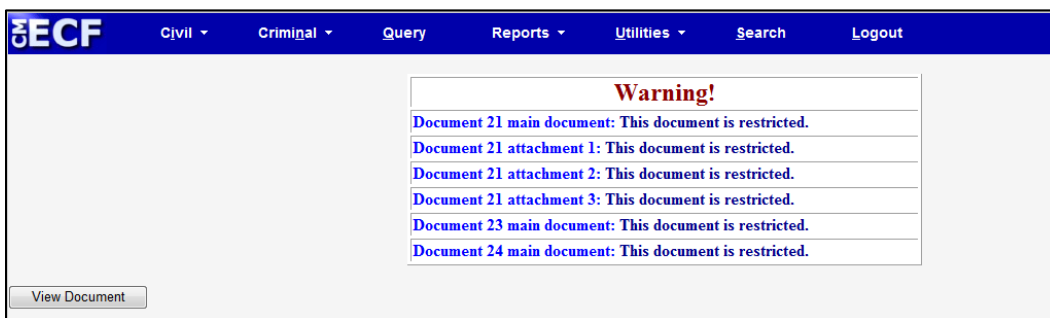 CM ECF Civil Criminal Query Reports Utilities Search Logout
Warning!
Document 21 main document: This document is restricted.
Document 21 attachment 1: This document is restricted.
Document 21 attachment 2: This document is restricted.
Document 21 attachment 3: This document is restricted.
Document 23 main document: This document is restricted.
Document 24 main document: This document is restricted.
View Document